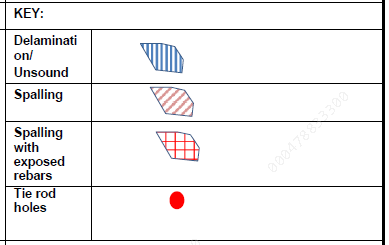 KEY:
Delaminati
on/
Unsound
Spalling
Spalling
with
exposed
rebars
Tie rod
holes